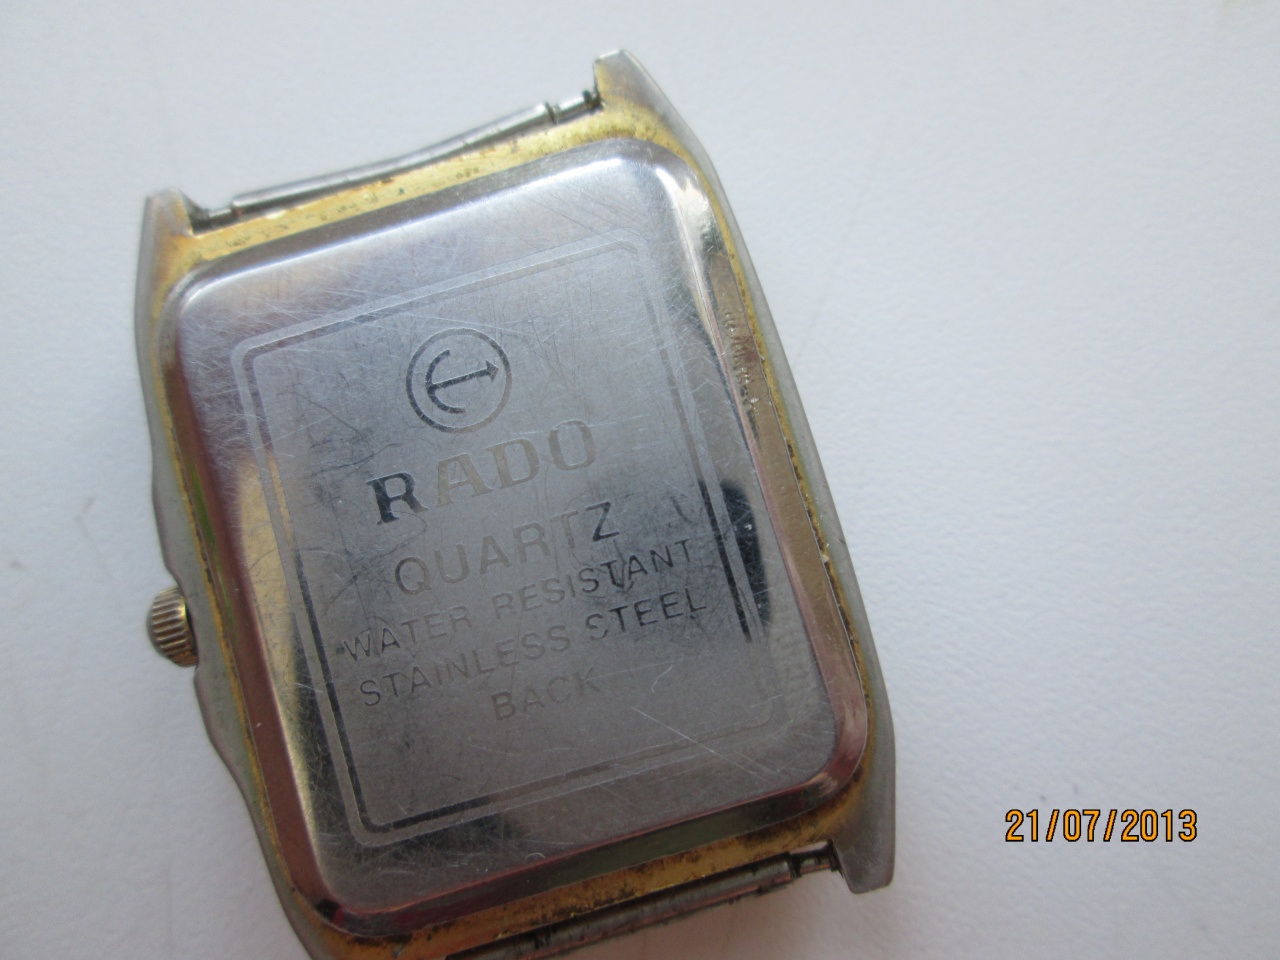 RADO
QUARTZ
WATER RESISTANT
STAINLESS STEEL
BACK
21/07/2013